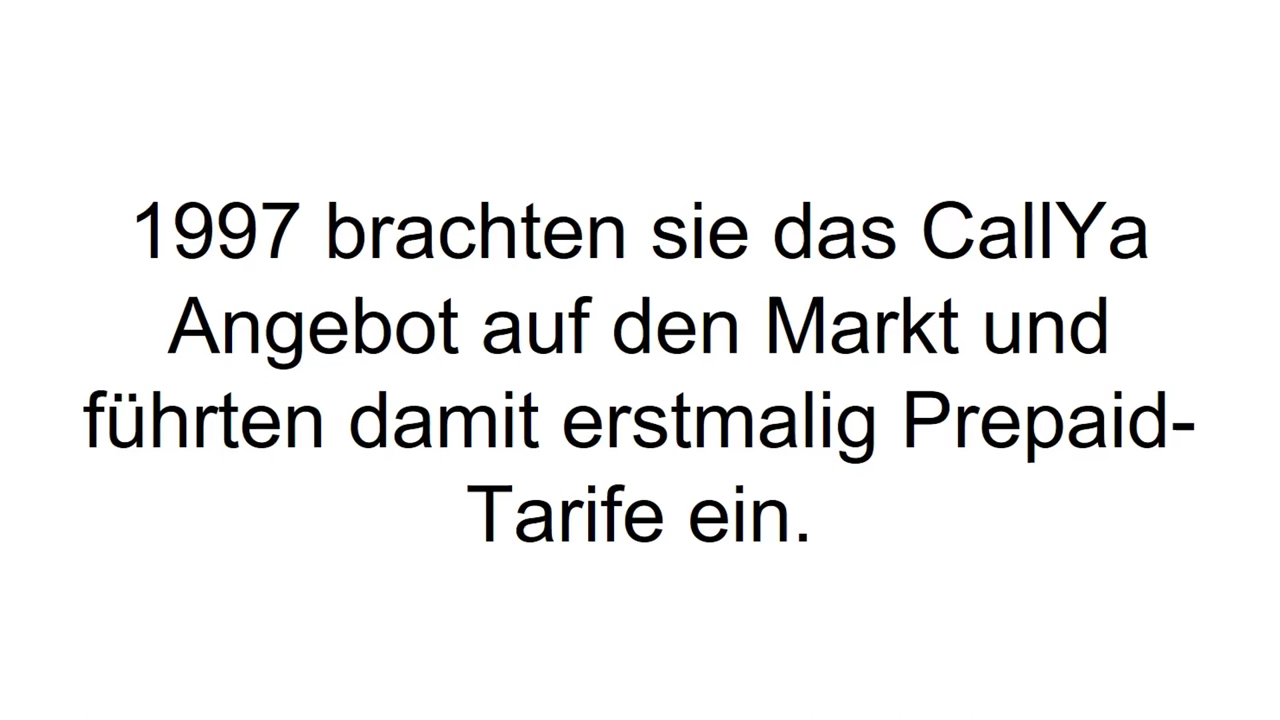 1997 brachten sie das CallYa
Angebot auf den Markt und
führten damit erstmalig Prepaid-
Tarife ein.